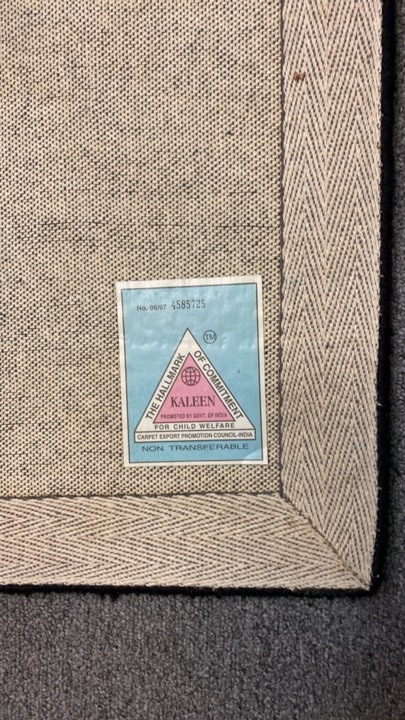 No. 06/07 4585725
TM
THE HALLMARK OF COMMITMENT
KALEEN
PROMOTED BY GOVT. OF INDIA
FOR CHILD WELFARE
CARPET EXPORT PROMOTION COUNCIL-INDIA
NON TRANSFERABLE